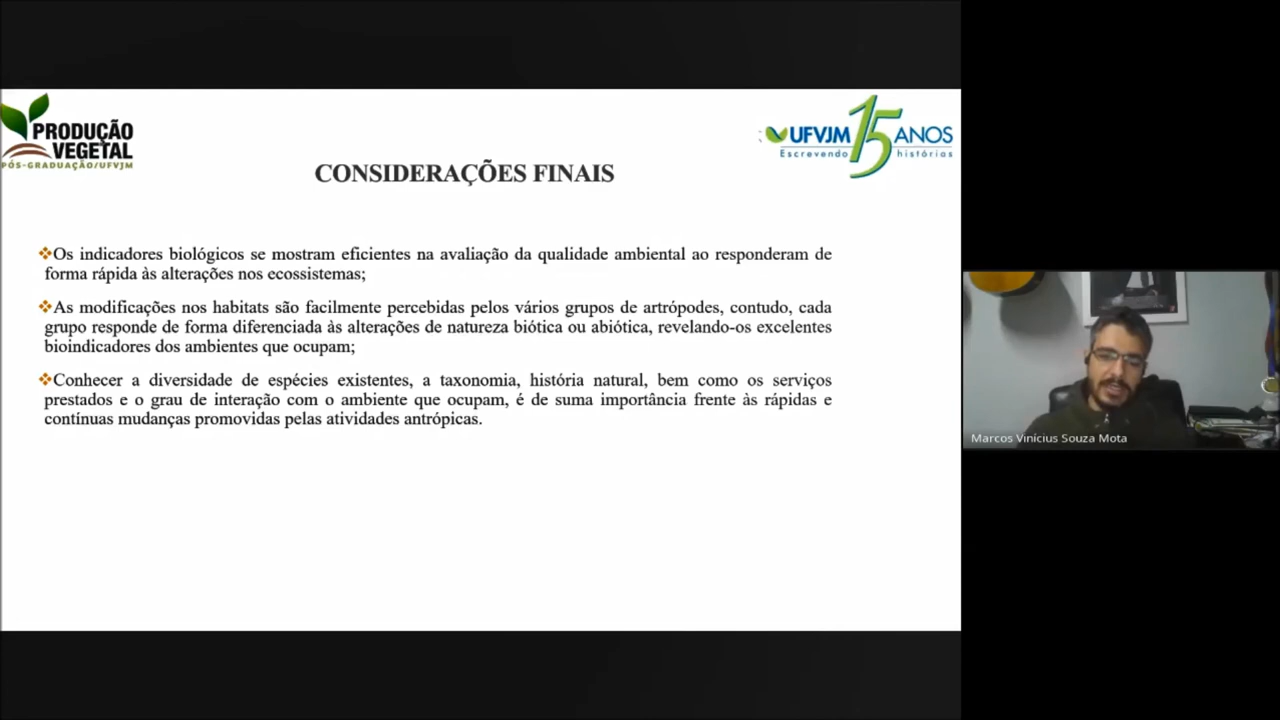 PRODUÇÃO
VEGETAL
PÓS-GRADUAÇÃO/UFVJM
UFVJM 15 ANOS
Escrevendo histórias
CONSIDERAÇÕES FINAIS
❖Os indicadores biológicos se mostram eficientes na avaliação da qualidade ambiental ao responderam de
forma rápida às alterações nos ecossistemas;
❖As modificações nos habitats são facilmente percebidas pelos vários grupos de artrópodes, contudo, cada
grupo responde de forma diferenciada às alterações de natureza biótica ou abiótica, revelando-os excelentes
bioindicadores dos ambientes que ocupam;
❖Conhecer a diversidade de espécies existentes, a taxonomia, história natural, bem como os serviços
prestados e o grau de interação com o ambiente que ocupam, é de suma importância frente às rápidas e
contínuas mudanças promovidas pelas atividades antrópicas.
Marcos Vinícius Souza Mota